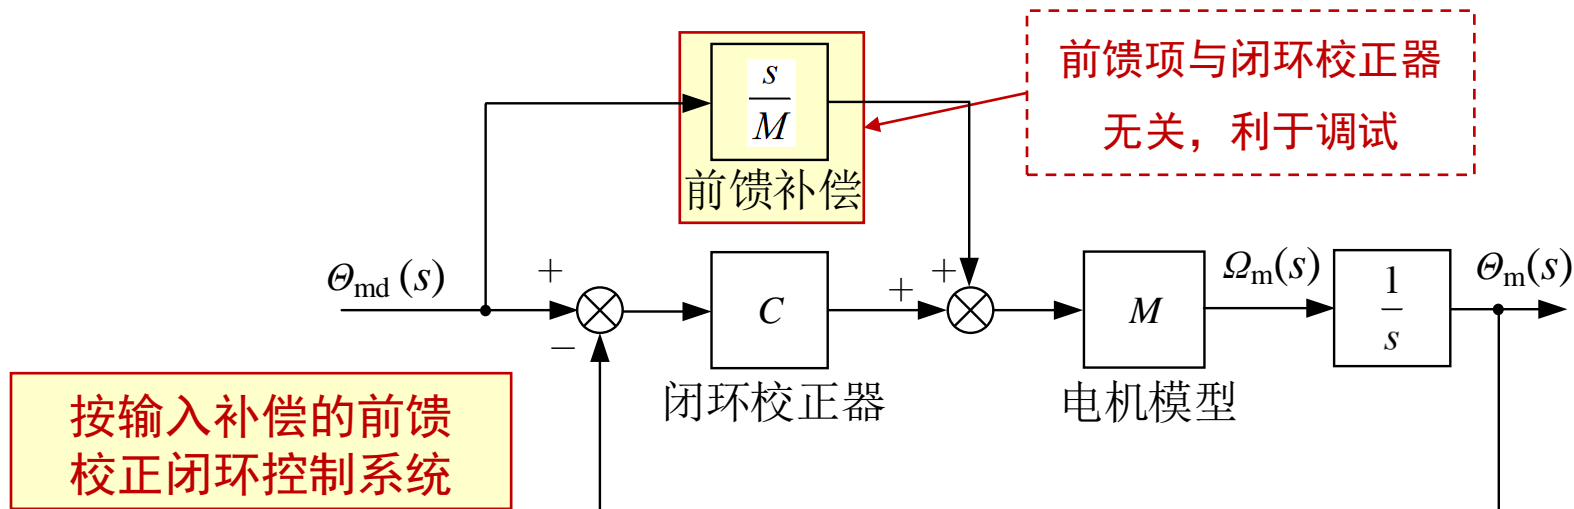 前馈项与闭环校正器
无关，利于调试
s
M
前馈补偿
Θmd (s)
+
+
+
Ωm(s)
Θm(s)
C
M
1
s
−
闭环校正器
电机模型
按输入补偿的前馈
校正闭环控制系统